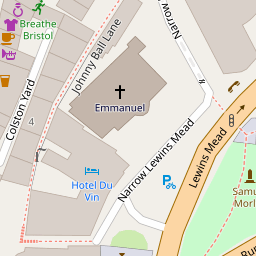 Breathe
Bristol
Johnny Ball Lane
Narrow
Colston Yard
Emmanuel
4
Narrow Lewins Mead
Lewins Mead
Hotel Du
Vin
Samu
Morl